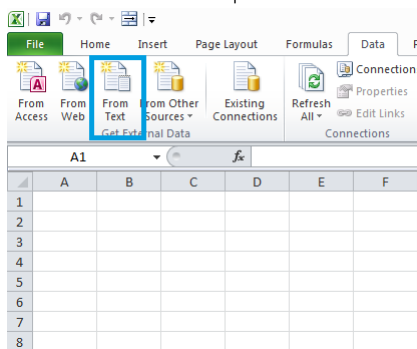 File Home Insert Page Layout Formulas Data
From Access From Web From Text From Other Sources Existing Connections Refresh All Connection
Properties
Edit Links
Get External Data Connections
A1 fx
A B C D E F
1
2
3
4
5
6
7
8